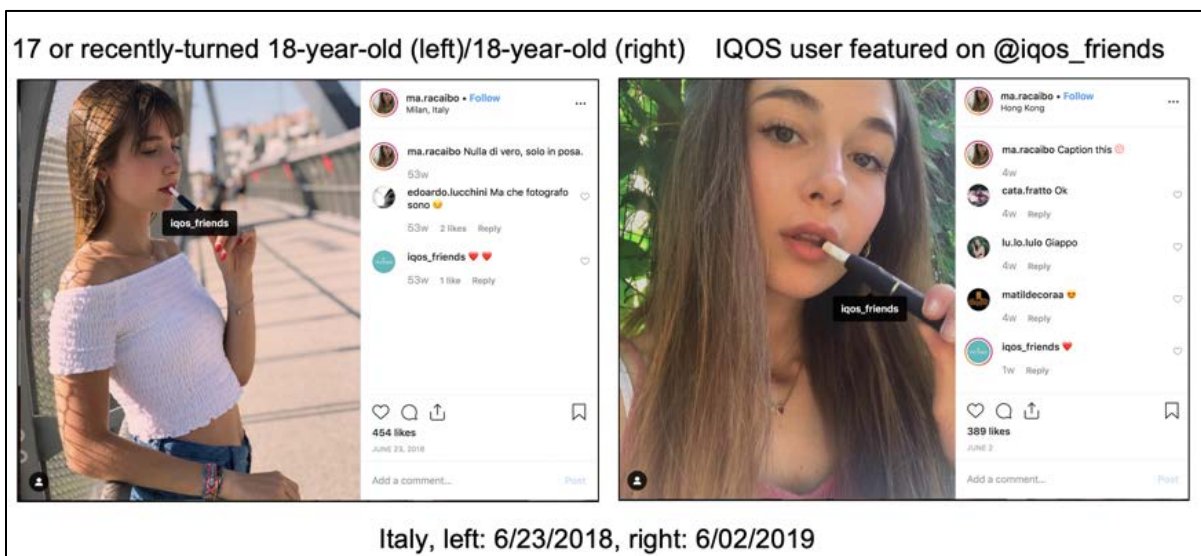 17 or recently-turned 18-year-old (left)/18-year-old (right) IQOS user featured on @iqos_friends
ma.racaibo • Follow
Milan, Italy
ma.racaibo Nulla di vero, solo in posa.
53w
edoardo.lucchini Ma che fotografo
sono
53w 2 likes Reply
iqos_friends
53w 1 like Reply
454 likes
JUNE 23, 2018
Add a comment... Post
iqos_friends
ma.racaibo • Follow
Hong Kong
ma.racaibo Caption this
4w
cata.fratto Ok
4w Reply
lu.lo.lulo Giappo
4w Reply
matildecoraa
4w Reply
iqos_friends
1w Reply
389 likes
JUNE 2
Add a comment... Post
iqos_friends
Italy, left: 6/23/2018, right: 6/02/2019